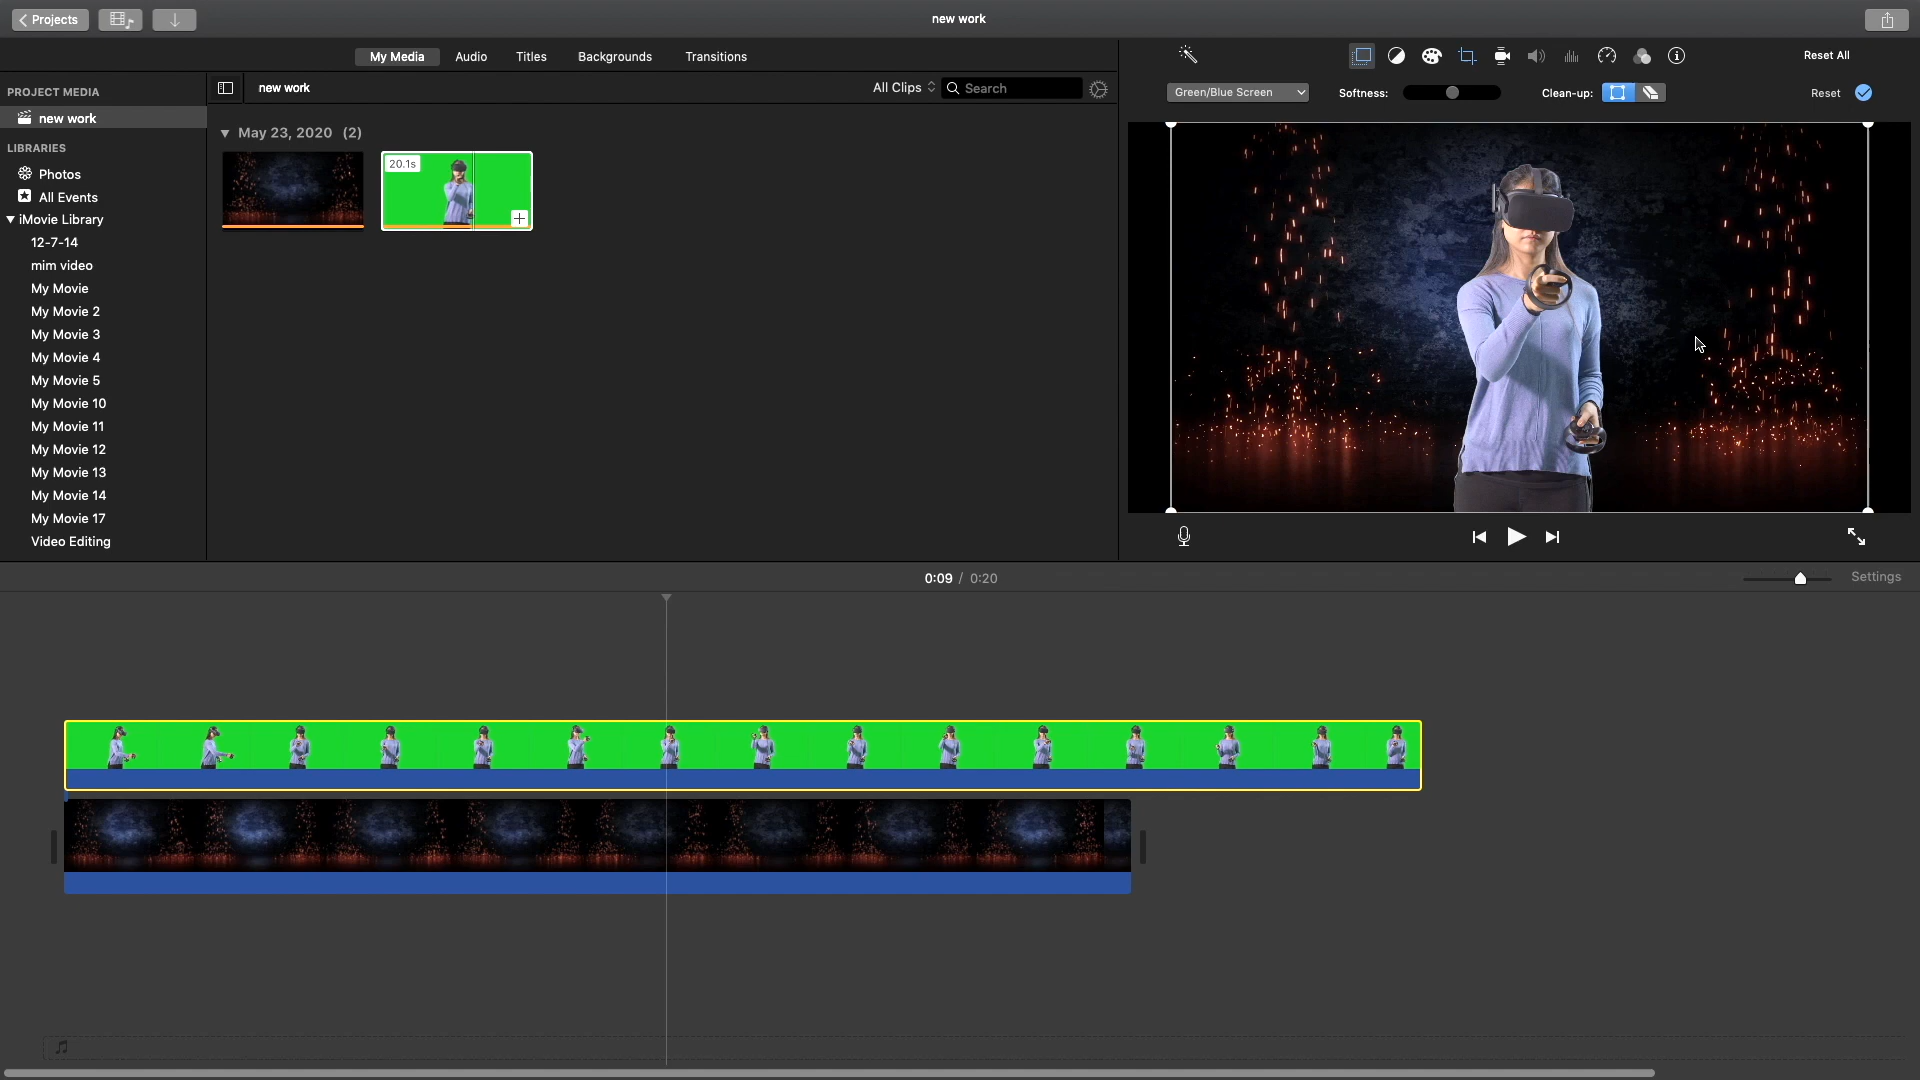 Projects
new work
My Media
Audio
Titles
Backgrounds
Transitions
Reset All
PROJECT MEDIA
new work
LIBRARIES
Photos
All Events
iMovie Library
12-7-14
mim video
My Movie
My Movie 2
My Movie 3
My Movie 4
My Movie 5
My Movie 10
My Movie 11
My Movie 12
My Movie 13
My Movie 14
My Movie 17
Video Editing
new work
All Clips
Search
May 23, 2020 (2)
20.1s
Green/Blue Screen
Softness:
Clean-up:
Reset
0:09 / 0:20
Settings